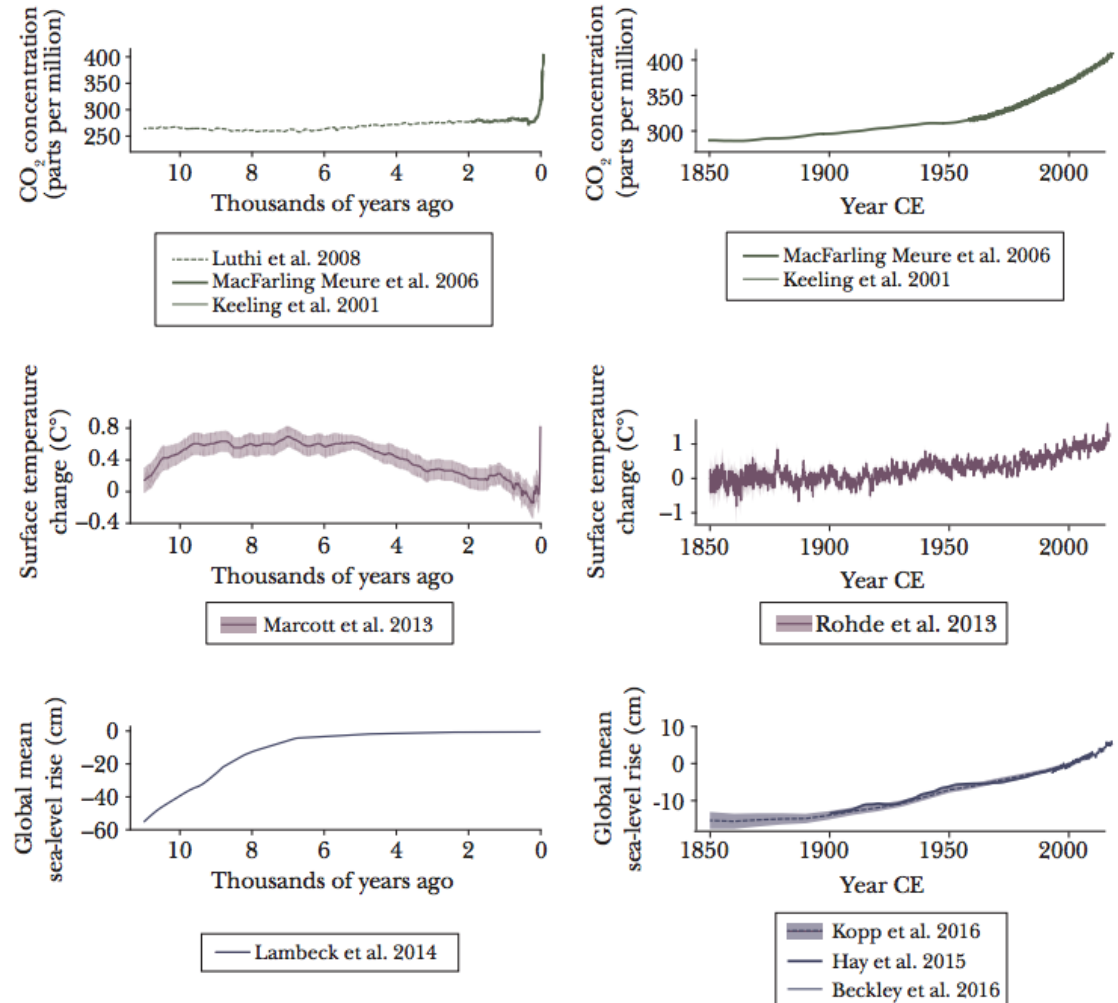 CO₂ concentration
(parts per million)
400
350
300
250
10
8
6
4
2
0
Thousands of years ago
Luthi et al. 2008
MacFarling Meure et al. 2006
Keeling et al. 2001
CO₂ concentration
(parts per million)
400
350
300
1850
1900
1950
2000
Year CE
MacFarling Meure et al. 2006
Keeling et al. 2001
Surface temperature
change (C°)
0.8
0.4
0
−0.4
10
8
6
4
2
0
Thousands of years ago
Marcott et al. 2013
Surface temperature
change (C°)
1
0
−1
1850
1900
1950
2000
Year CE
Rohde et al. 2013
Global mean
sea-level rise (cm)
0
−20
−40
−60
10
8
6
4
2
0
Thousands of years ago
Lambeck et al. 2014
Global mean
sea-level rise (cm)
10
0
-10
1850
1900
1950
2000
Year CE
Kopp et al. 2016
Hay et al. 2015
Beckley et al. 2016